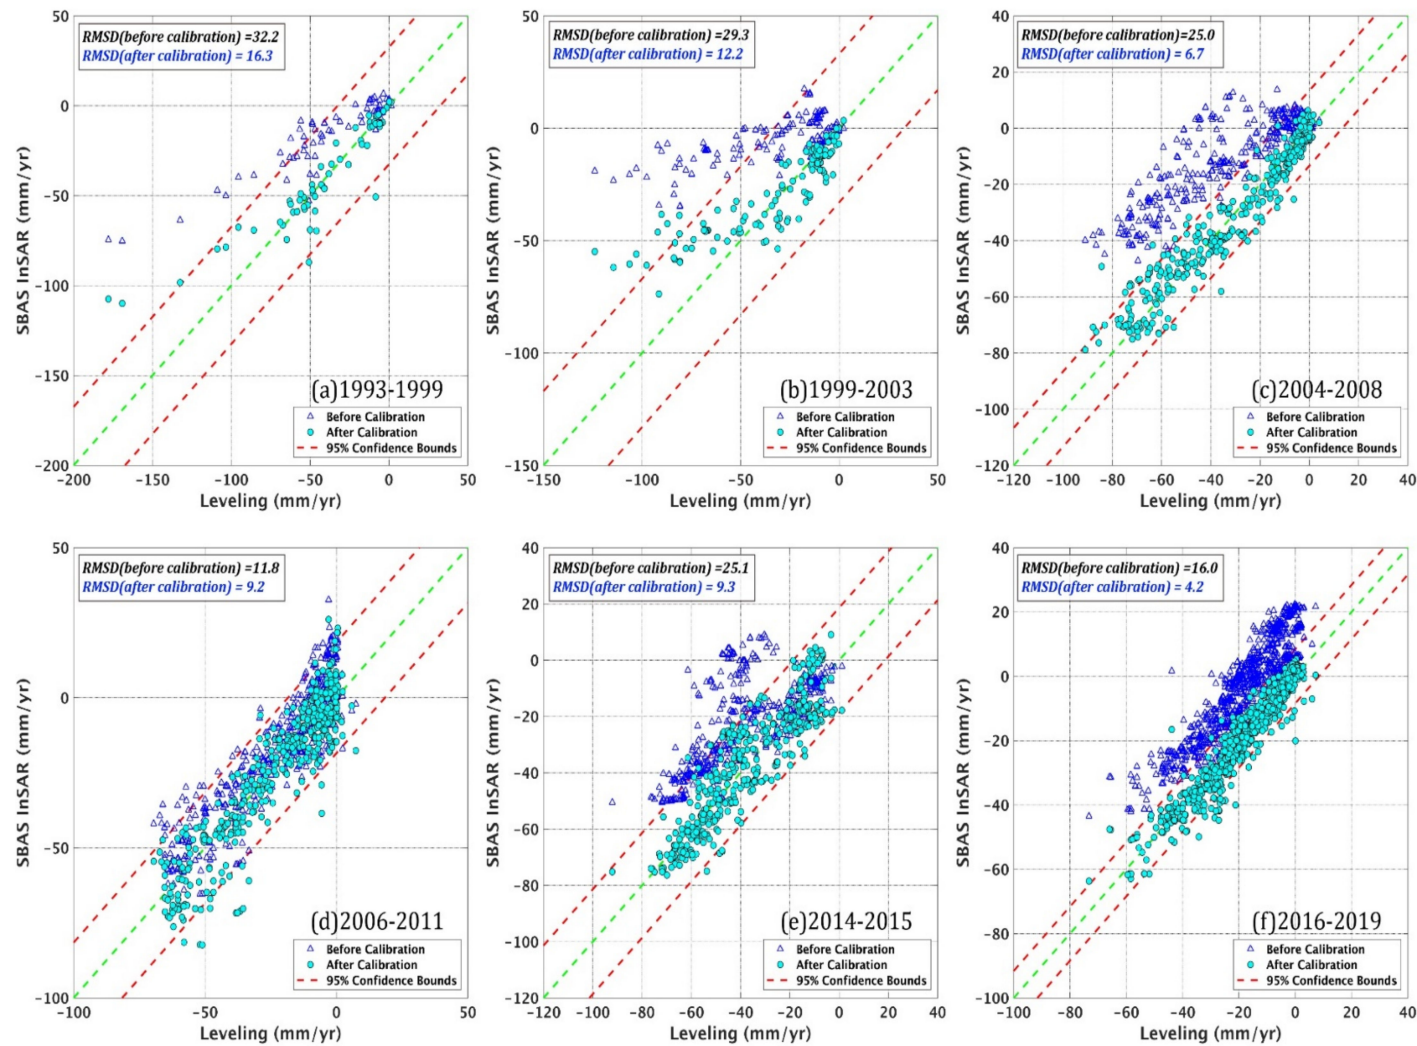 RMSD(before calibration) =32.2
RMSD(after calibration) = 16.3
50
0
−50
−100
−150
−200
SBAS InSAR (mm/yr)
(a)1993-1999
Before Calibration
After Calibration
95% Confidence Bounds
−200 −150 −100 −50 0 50
Leveling (mm/yr)
RMSD(before calibration) =29.3
RMSD(after calibration) = 12.2
50
0
−50
−100
−150
SBAS InSAR (mm/yr)
(b)1999-2003
Before Calibration
After Calibration
95% Confidence Bounds
−150 −100 −50 0 50
Leveling (mm/yr)
RMSD(before calibration)=25.0
RMSD(after calibration) = 6.7
40
20
0
−20
−40
−60
−80
−100
−120
SBAS InSAR (mm/yr)
(c)2004-2008
Before Calibration
After Calibration
95% Confidence Bounds
−120 −100 −80 −60 −40 −20 0 20 40
Leveling (mm/yr)
RMSD(before calibration) =11.8
RMSD(after calibration) = 9.2
50
0
−50
−100
SBAS InSAR (mm/yr)
(d)2006-2011
Before Calibration
After Calibration
95% Confidence Bounds
−100 −50 0 50
Leveling (mm/yr)
RMSD(before calibration) =25.1
RMSD(after calibration) = 9.3
40
20
0
−20
−40
−60
−80
−100
−120
SBAS InSAR (mm/yr)
(e)2014-2015
Before Calibration
After Calibration
95% Confidence Bounds
−120 −100 −80 −60 −40 −20 0 20 40
Leveling (mm/yr)
RMSD(before calibration) =16.0
RMSD(after calibration) = 4.2
40
20
0
−20
−40
−60
−80
−100
SBAS InSAR (mm/yr)
(f)2016-2019
Before Calibration
After Calibration
95% Confidence Bounds
−100 −80 −60 −40 −20 0 20 40
Leveling (mm/yr)